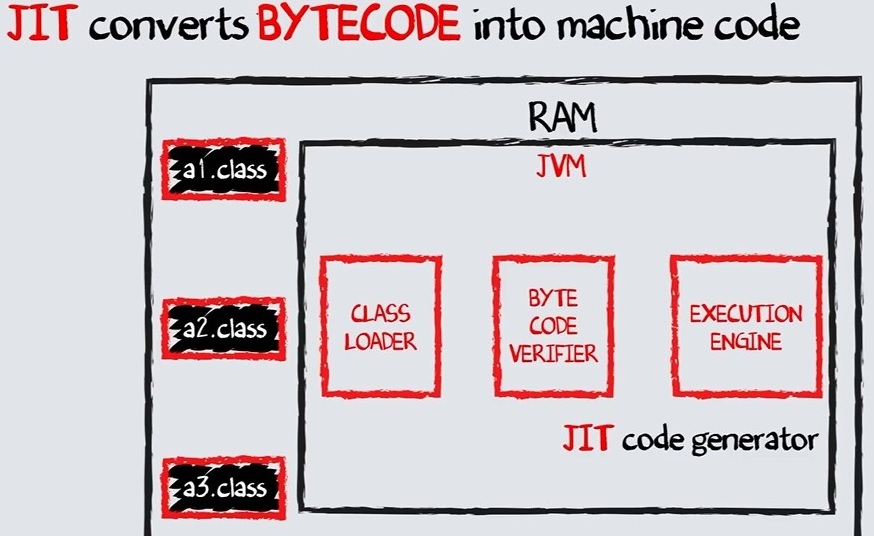 JIT converts BYTECODE into machine code
RAM
JVM
a1.class
a2.class
a3.class
CLASS
LOADER
BYTE
CODE
VERIFIER
EXECUTION
ENGINE
JIT code generator